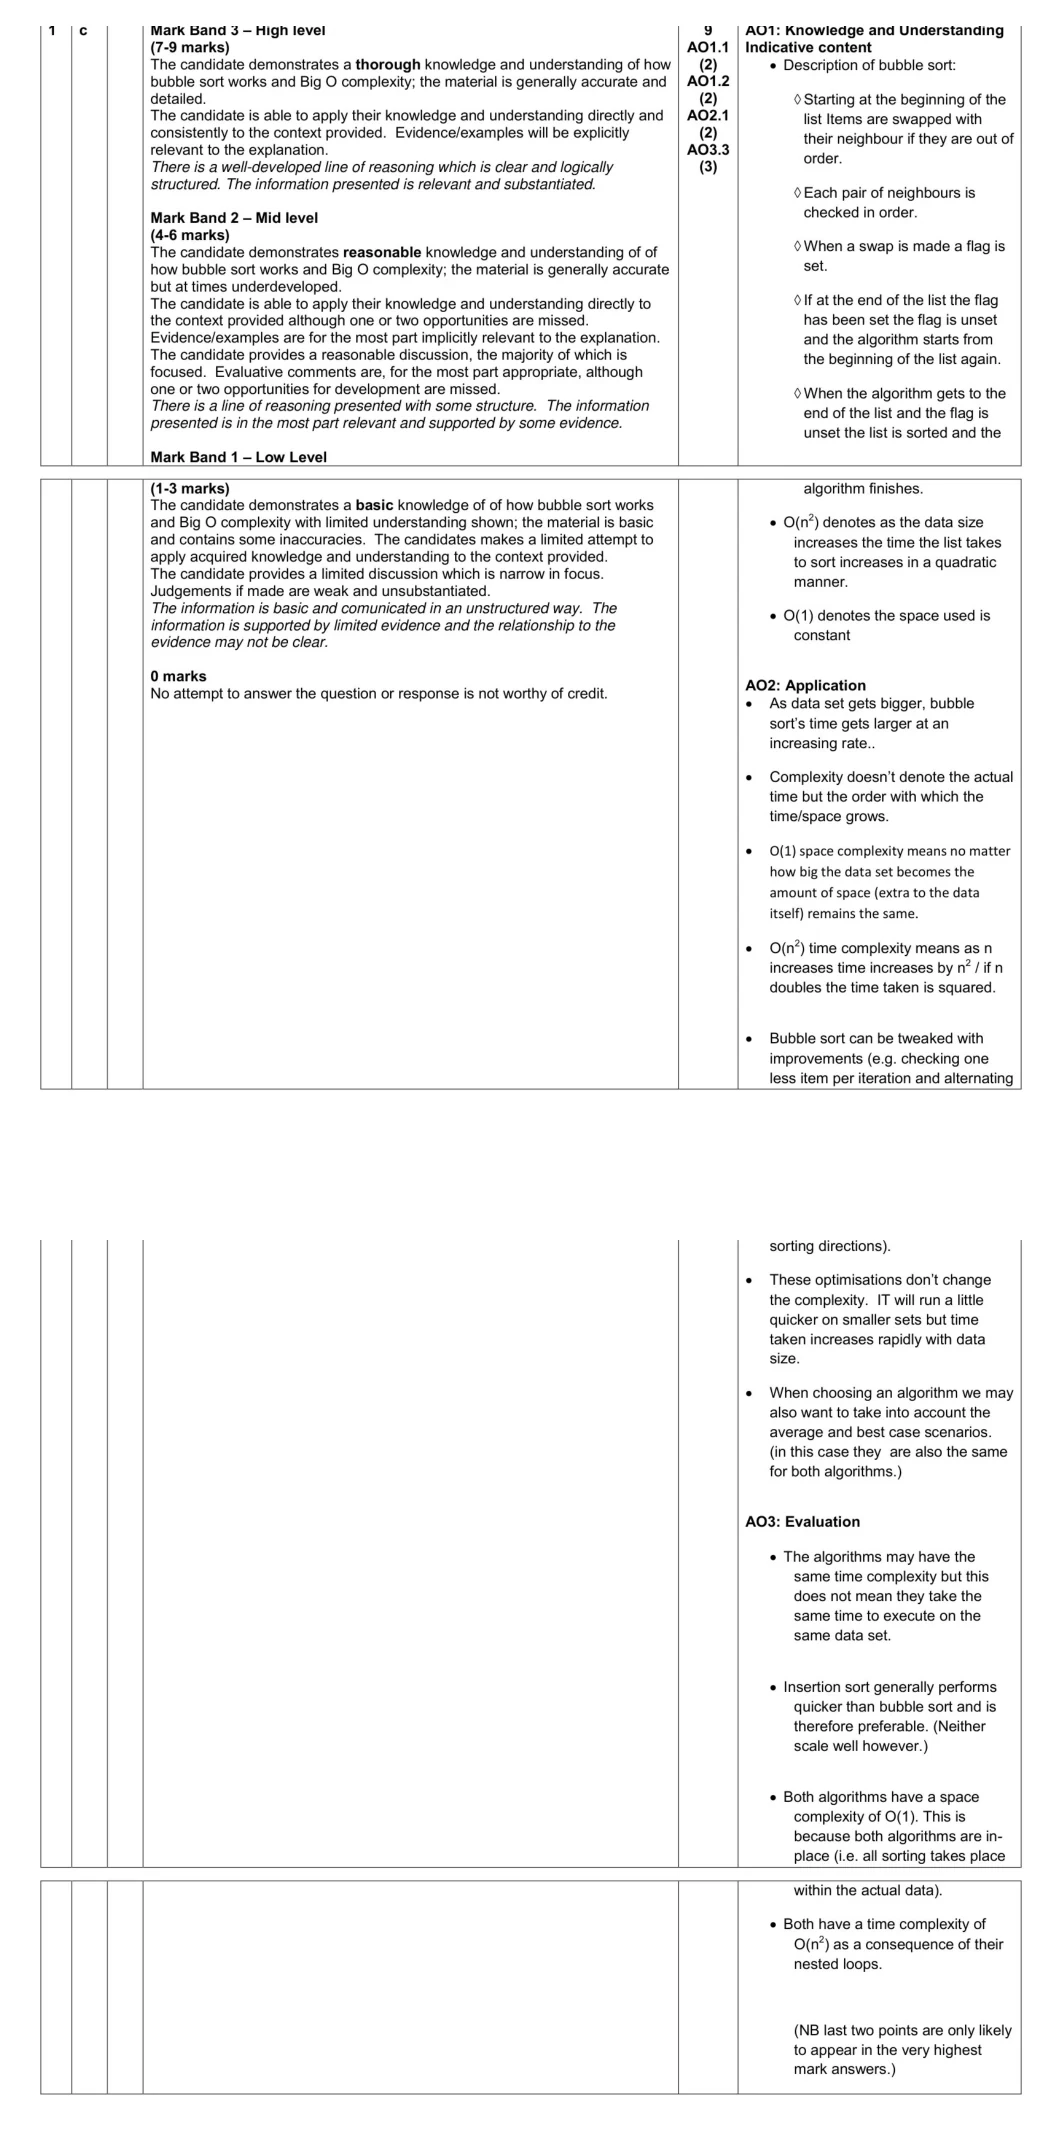 1 c Mark Band 3 – High level
(7-9 marks)
The candidate demonstrates a thorough knowledge and understanding of how
bubble sort works and Big O complexity; the material is generally accurate and
detailed.
The candidate is able to apply their knowledge and understanding directly and
consistently to the context provided.  Evidence/examples will be explicitly
relevant to the explanation.
There is a well-developed line of reasoning which is clear and logically
structured. The information presented is relevant and substantiated.
Mark Band 2 – Mid level
(4-6 marks)
The candidate demonstrates reasonable knowledge and understanding of of
how bubble sort works and Big O complexity; the material is generally accurate
but at times underdeveloped.
The candidate is able to apply their knowledge and understanding directly to
the context provided although one or two opportunities are missed.
Evidence/examples are for the most part implicitly relevant to the explanation.
The candidate provides a reasonable discussion, the majority of which is
focused.  Evaluative comments are, for the most part appropriate, although
one or two opportunities for development are missed.
There is a line of reasoning presented with some structure.  The information
presented is in the most part relevant and supported by some evidence.
Mark Band 1 – Low Level
9
AO1.1
(2)
AO1.2
(2)
AO2.1
(2)
AO3.3
(3)
AO1: Knowledge and Understanding
Indicative content
• Description of bubble sort:
◊ Starting at the beginning of the
list Items are swapped with
their neighbour if they are out of
order.
◊ Each pair of neighbours is
checked in order.
◊ When a swap is made a flag is
set.
◊ If at the end of the list the flag
has been set the flag is unset
and the algorithm starts from
the beginning of the list again.
◊ When the algorithm gets to the
end of the list and the flag is
unset the list is sorted and the
(1-3 marks)
The candidate demonstrates a basic knowledge of of how bubble sort works
and Big O complexity with limited understanding shown; the material is basic
and contains some inaccuracies.  The candidates makes a limited attempt to
apply acquired knowledge and understanding to the context provided.
The candidate provides a limited discussion which is narrow in focus.
Judgements if made are weak and unsubstantiated.
The information is basic and comunicated in an unstructured way.  The
information is supported by limited evidence and the relationship to the
evidence may not be clear.
0 marks
No attempt to answer the question or response is not worthy of credit.
algorithm finishes.
• O(n²) denotes as the data size
increases the time the list takes
to sort increases in a quadratic
manner.
• O(1) denotes the space used is
constant
AO2: Application
• As data set gets bigger, bubble
sort's time gets larger at an
increasing rate..
• Complexity doesn't denote the actual
time but the order with which the
time/space grows.
• O(1) space complexity means no matter
how big the data set becomes the
amount of space (extra to the data
itself) remains the same.
• O(n²) time complexity means as n
increases time increases by n² / if n
doubles the time taken is squared.
• Bubble sort can be tweaked with
improvements (e.g. checking one
less item per iteration and alternating
sorting directions).
• These optimisations don't change
the complexity.  IT will run a little
quicker on smaller sets but time
taken increases rapidly with data
size.
• When choosing an algorithm we may
also want to take into account the
average and best case scenarios.
(in this case they  are also the same
for both algorithms.)
AO3: Evaluation
• The algorithms may have the
same time complexity but this
does not mean they take the
same time to execute on the
same data set.
• Insertion sort generally performs
quicker than bubble sort and is
therefore preferable. (Neither
scale well however.)
• Both algorithms have a space
complexity of O(1). This is
because both algorithms are in-
place (i.e. all sorting takes place
within the actual data).
• Both have a time complexity of
O(n²) as a consequence of their
nested loops.
(NB last two points are only likely
to appear in the very highest
mark answers.)